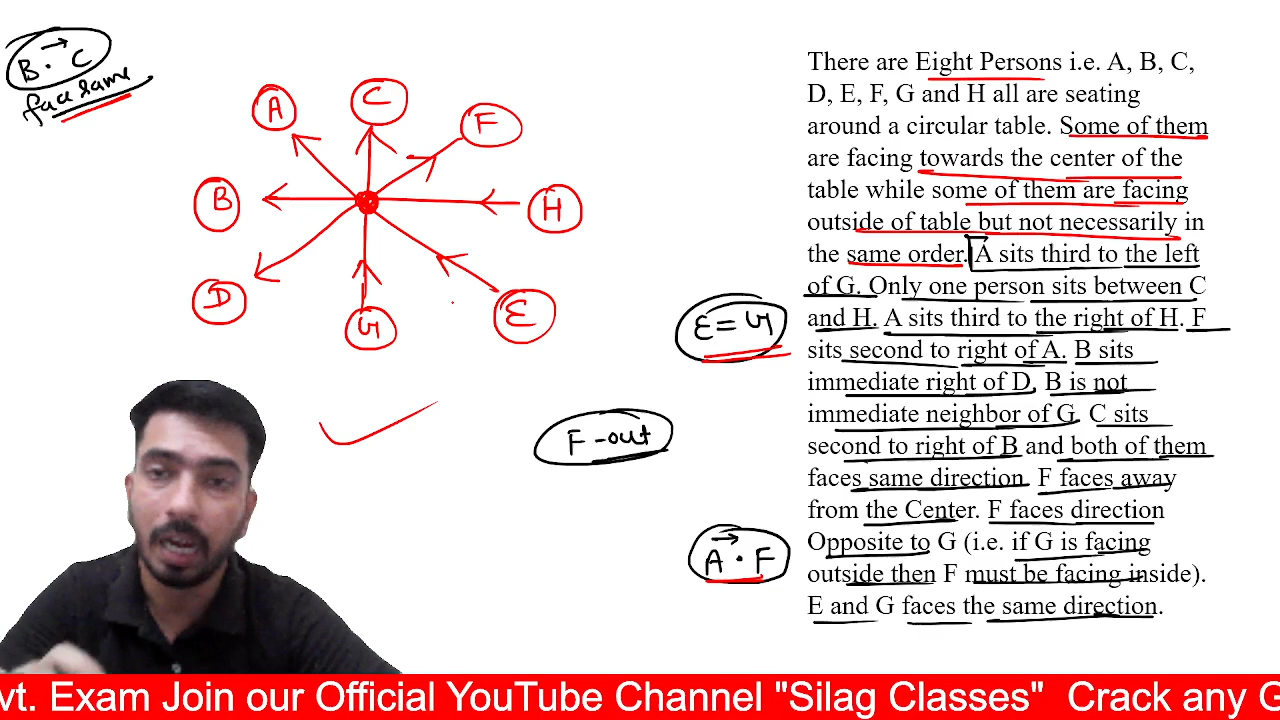 B · C
face same
A
C
F
B
H
D
G
E
E = G
F - out
A · F
There are Eight Persons i.e. A, B, C,
D, E, F, G and H all are seating
around a circular table. Some of them
are facing towards the center of the
table while some of them are facing
outside of table but not necessarily in
the same order. A sits third to the left
of G. Only one person sits between C
and H. A sits third to the right of H. F
sits second to right of A. B sits
immediate right of D, B is not
immediate neighbor of G. C sits
second to right of B and both of them
faces same direction. F faces away
from the Center. F faces direction
Opposite to G (i.e. if G is facing
outside then F must be facing inside).
E and G faces the same direction.
vt. Exam Join our Official YouTube Channel "Silag Classes" Crack any G